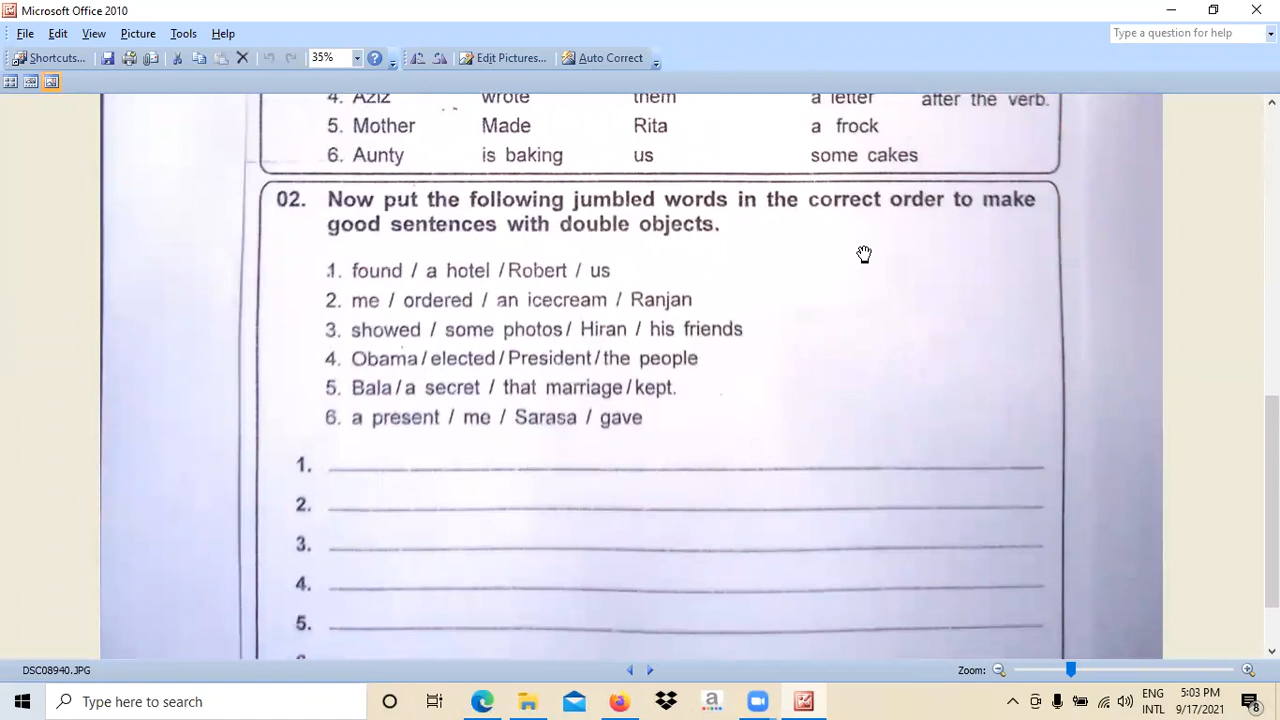 Microsoft Office 2010
File Edit View Picture Tools Help
Type a question for help
Shortcuts... 35% Edit Pictures... Auto Correct
4. Aziz wrote them a letter after the verb.
5. Mother Made Rita a frock
6. Aunty is baking us some cakes
02. Now put the following jumbled words in the correct order to make
good sentences with double objects.
1. found / a hotel / Robert / us
2. me / ordered / an icecream / Ranjan
3. showed / some photos / Hiran / his friends
4. Obama / elected / President / the people
5. Bala / a secret / that marriage / kept.
6. a present / me / Sarasa / gave
1.
2.
3.
4.
5.
DSC08940.JPG
Zoom:
Type here to search
ENG
INTL
5:03 PM
9/17/2021
8